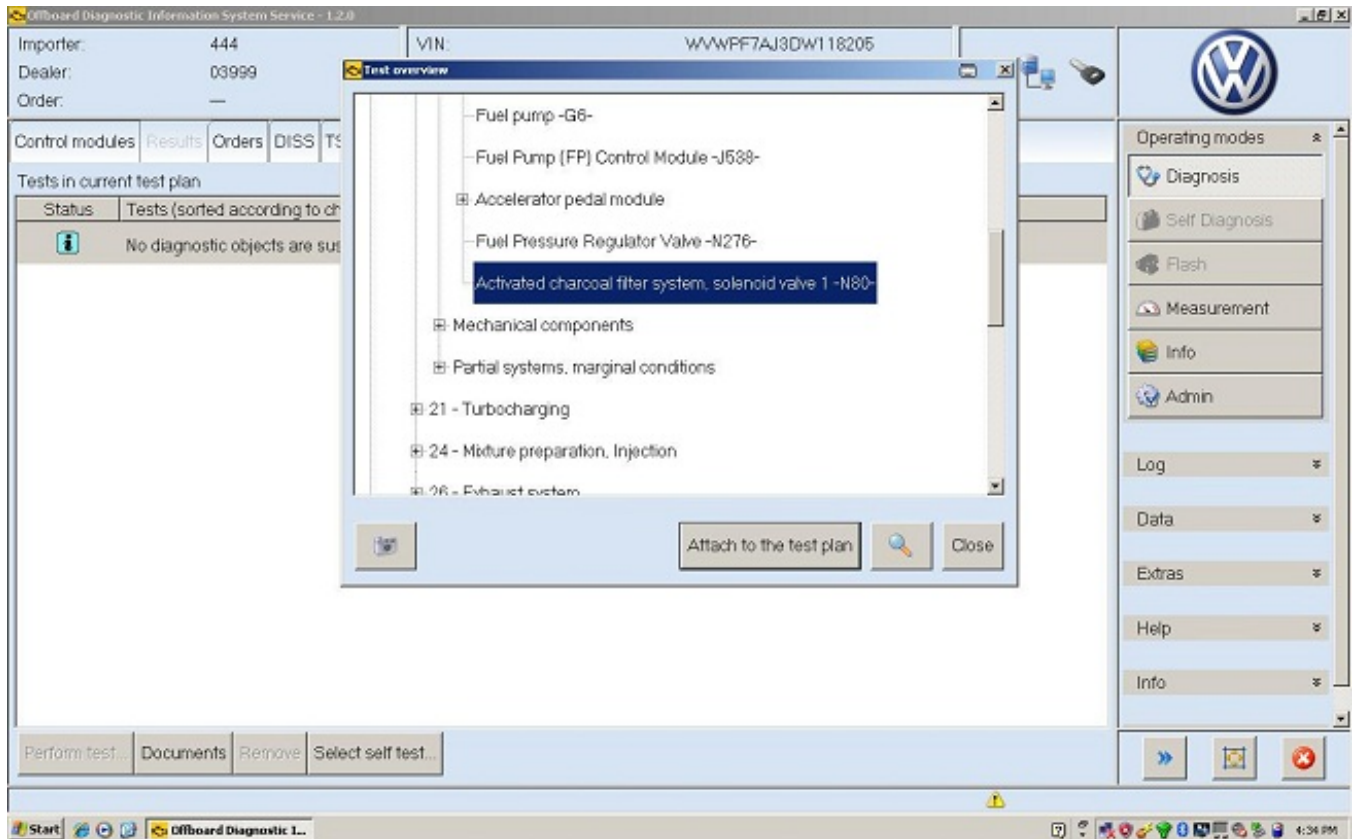 Offboard Diagnostic Information System Service - 1.2.0
Importer: 444
Dealer: 03999
Order: —
VIN: WVWPF7AJ3DW118205
Control modules Results Orders DISS TS
Tests in current test plan
Status Tests (sorted according to ch
No diagnostic objects are sus
Test overview
Fuel pump -G6-
Fuel Pump (FP) Control Module -J538-
Accelerator pedal module
Fuel Pressure Regulator Valve -N276-
Activated charcoal filter system, solenoid valve 1 -N80-
Mechanical components
Partial systems, marginal conditions
21 - Turbocharging
24 - Mixture preparation, Injection
26 - Exhaust system
Attach to the test plan Close
Operating modes
Diagnosis
Self Diagnosis
Flash
Measurement
Info
Admin
Log
Data
Extras
Help
Info
Perform test... Documents Remove Select self test...
Start Offboard Diagnostic I... 4:34 PM